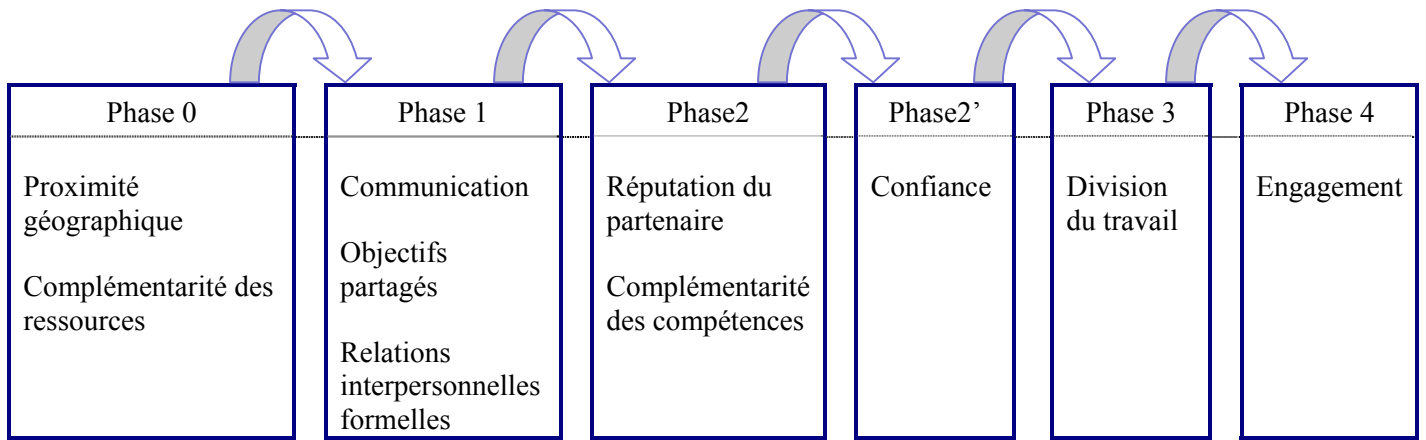 Phase 0
Proximité
géographique
Complémentarité des
ressources
Phase 1
Communication
Objectifs
partagés
Relations
interpersonnelles
formelles
Phase2
Réputation du
partenaire
Complémentarité
des compétences
Phase2’
Confiance
Phase 3
Division
du travail
Phase 4
Engagement